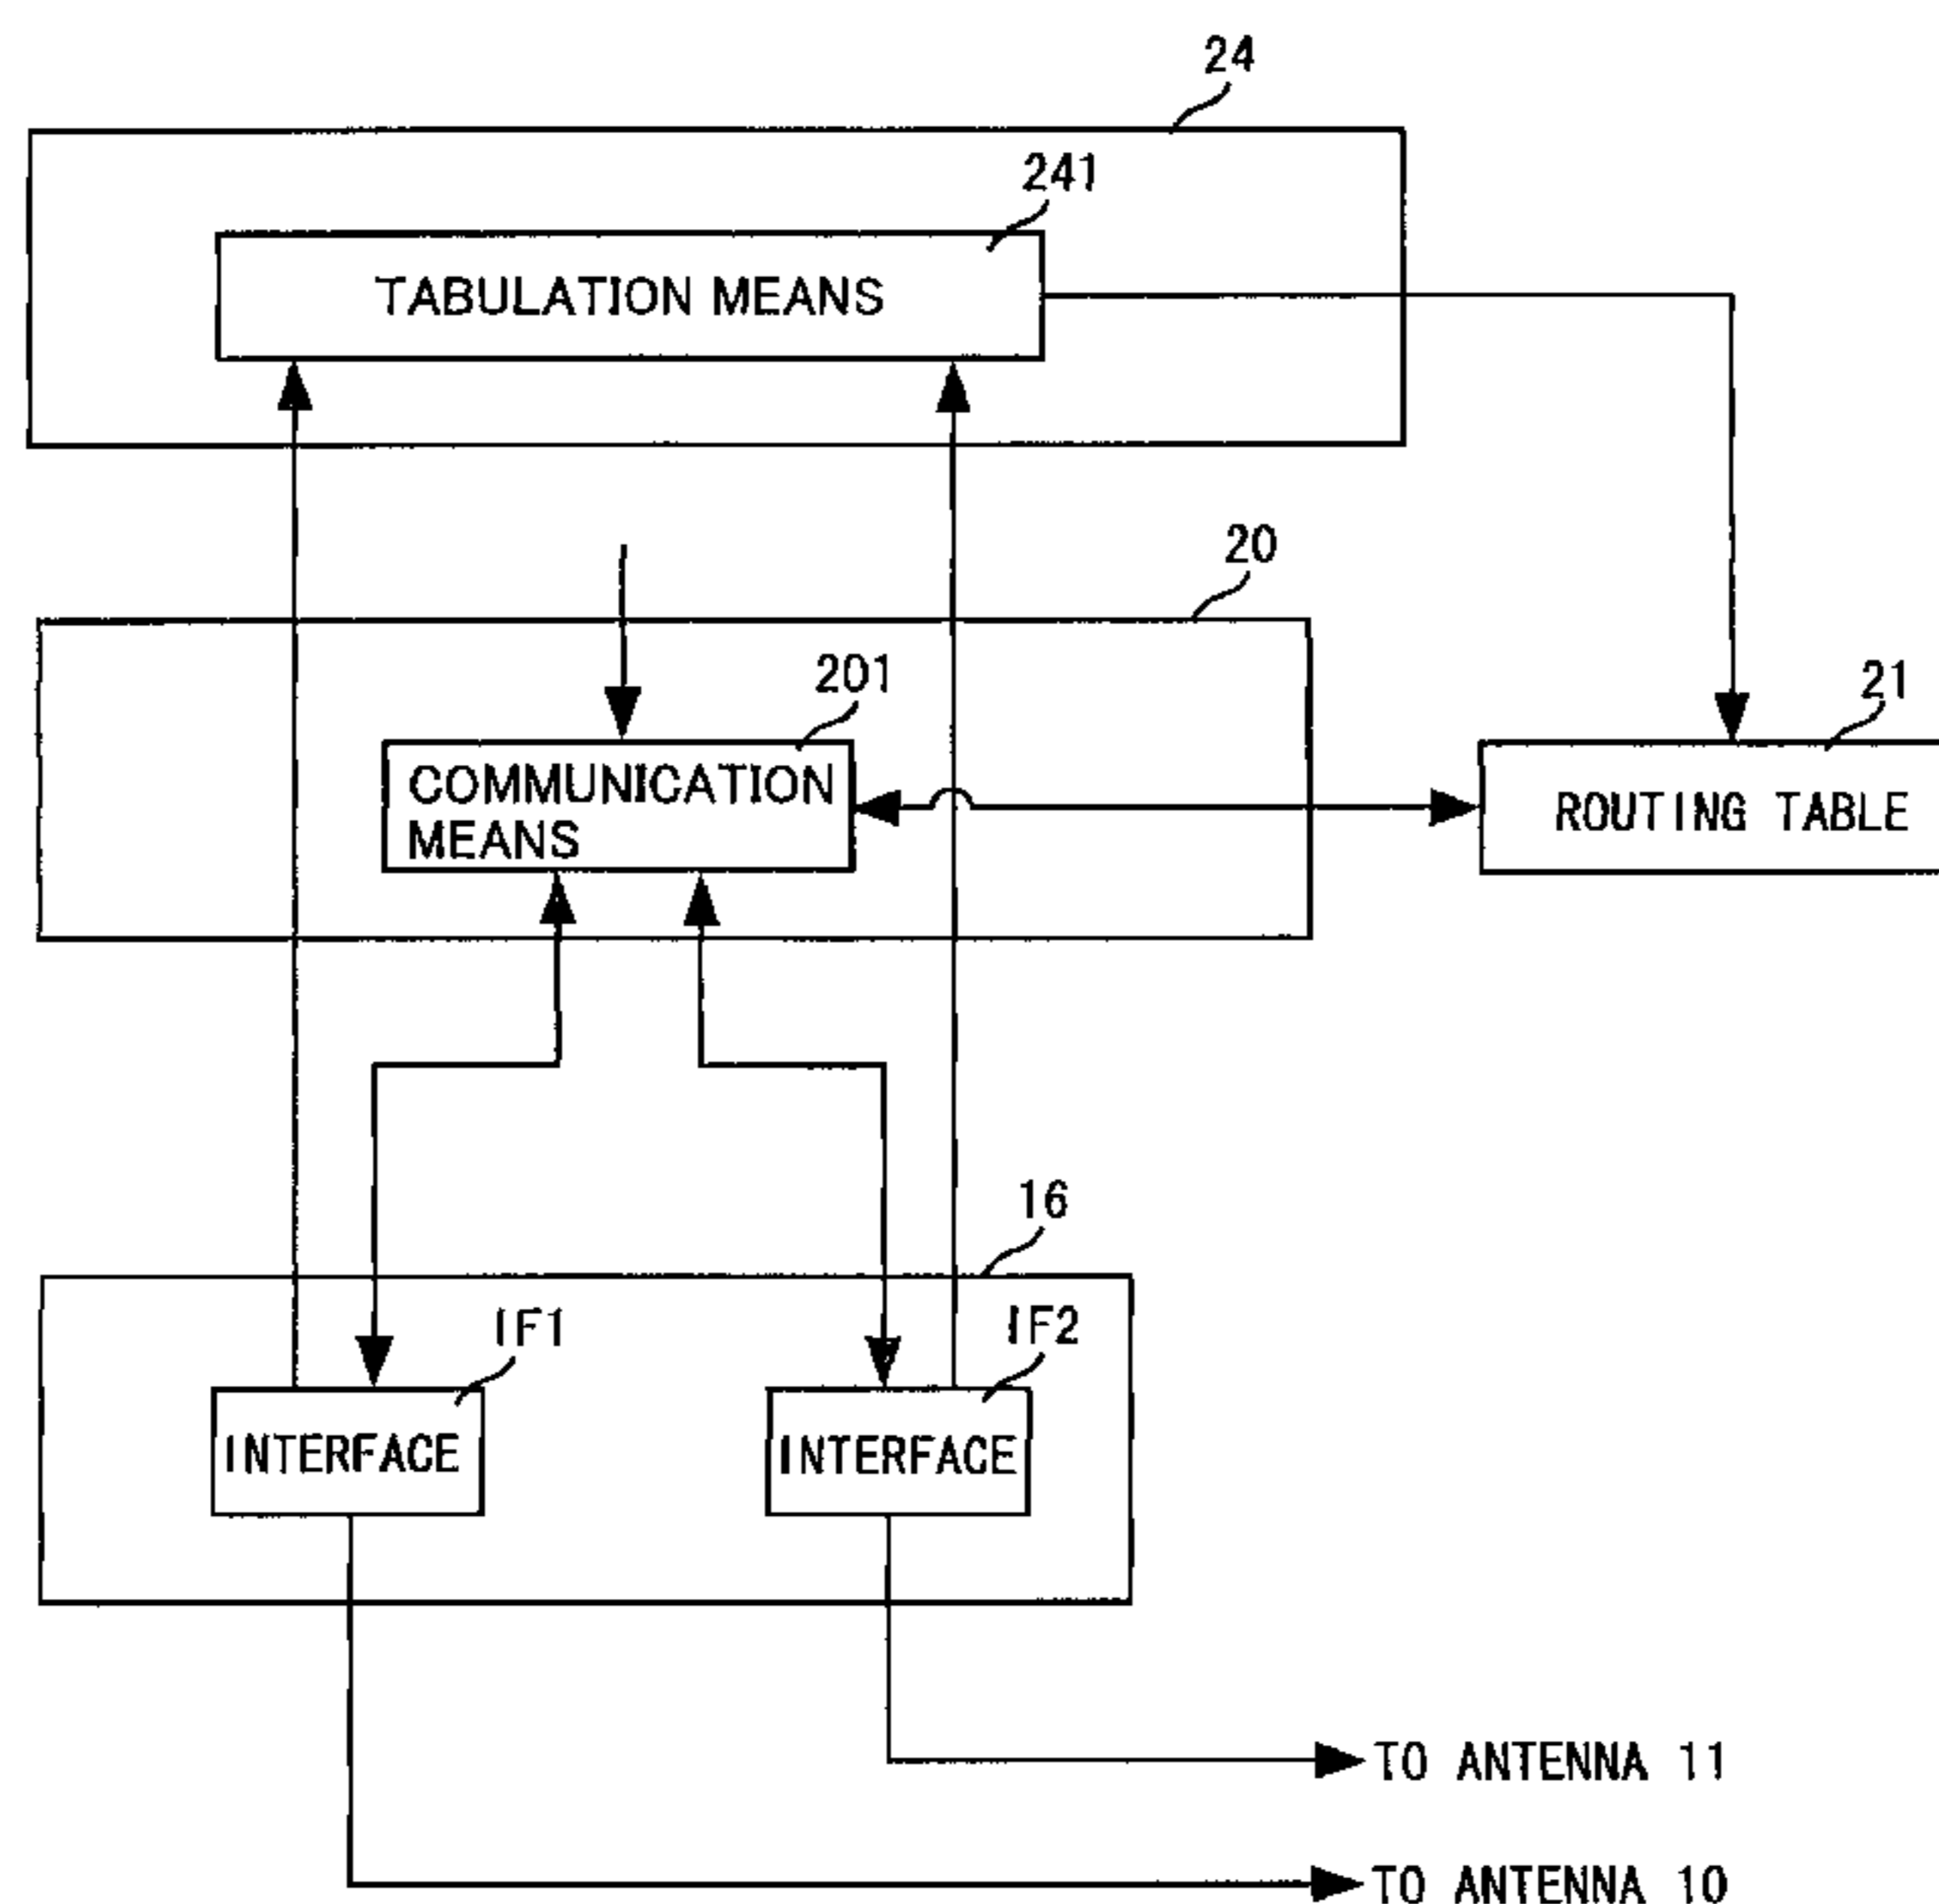 24
241
TABULATION MEANS
20
201
21
COMMUNICATION
MEANS
ROUTING TABLE
16
IF1
IF2
INTERFACE
INTERFACE
TO ANTENNA 11
TO ANTENNA 10